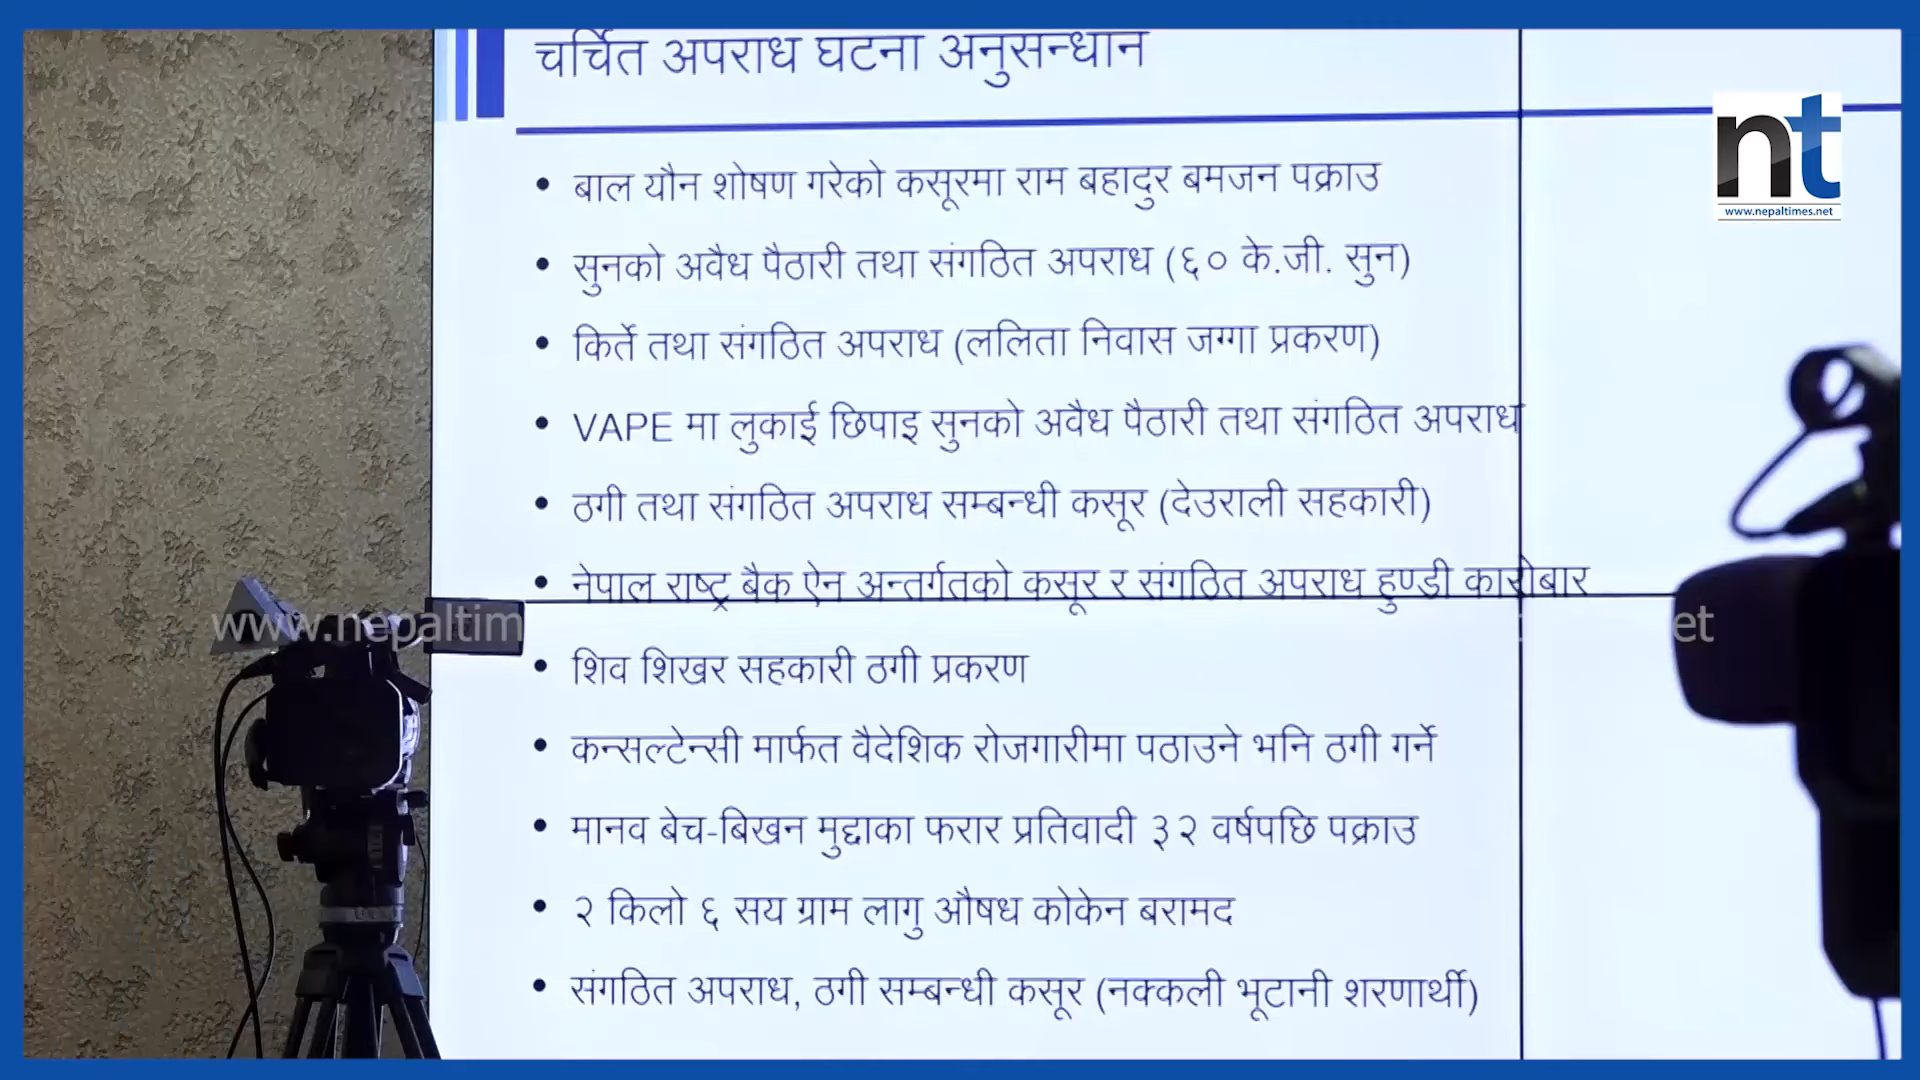 चर्चित अपराध घटना अनुसन्धान
nt
www.nepaltimes.net
• बाल यौन शोषण गरेको कसूरमा राम बहादुर बमजन पक्राउ
• सुनको अवैध पैठारी तथा संगठित अपराध (६० के.जी. सुन)
• किर्ते तथा संगठित अपराध (ललिता निवास जग्गा प्रकरण)
• VAPE मा लुकाई छिपाइ सुनको अवैध पैठारी तथा संगठित अपराध
• ठगी तथा संगठित अपराध सम्बन्धी कसूर (देउराली सहकारी)
• नेपाल राष्ट्र बैक ऐन अन्तर्गतको कसूर र संगठित अपराध हुण्डी कारोबार
www.nepaltim et
• शिव शिखर सहकारी ठगी प्रकरण
• कन्सल्टेन्सी मार्फत वैदेशिक रोजगारीमा पठाउने भनि ठगी गर्ने
• मानव बेच-बिखन मुद्दाका फरार प्रतिवादी ३२ वर्षपछि पक्राउ
• २ किलो ६ सय ग्राम लागु औषध कोकेन बरामद
• संगठित अपराध, ठगी सम्बन्धी कसूर (नक्कली भूटानी शरणार्थी)